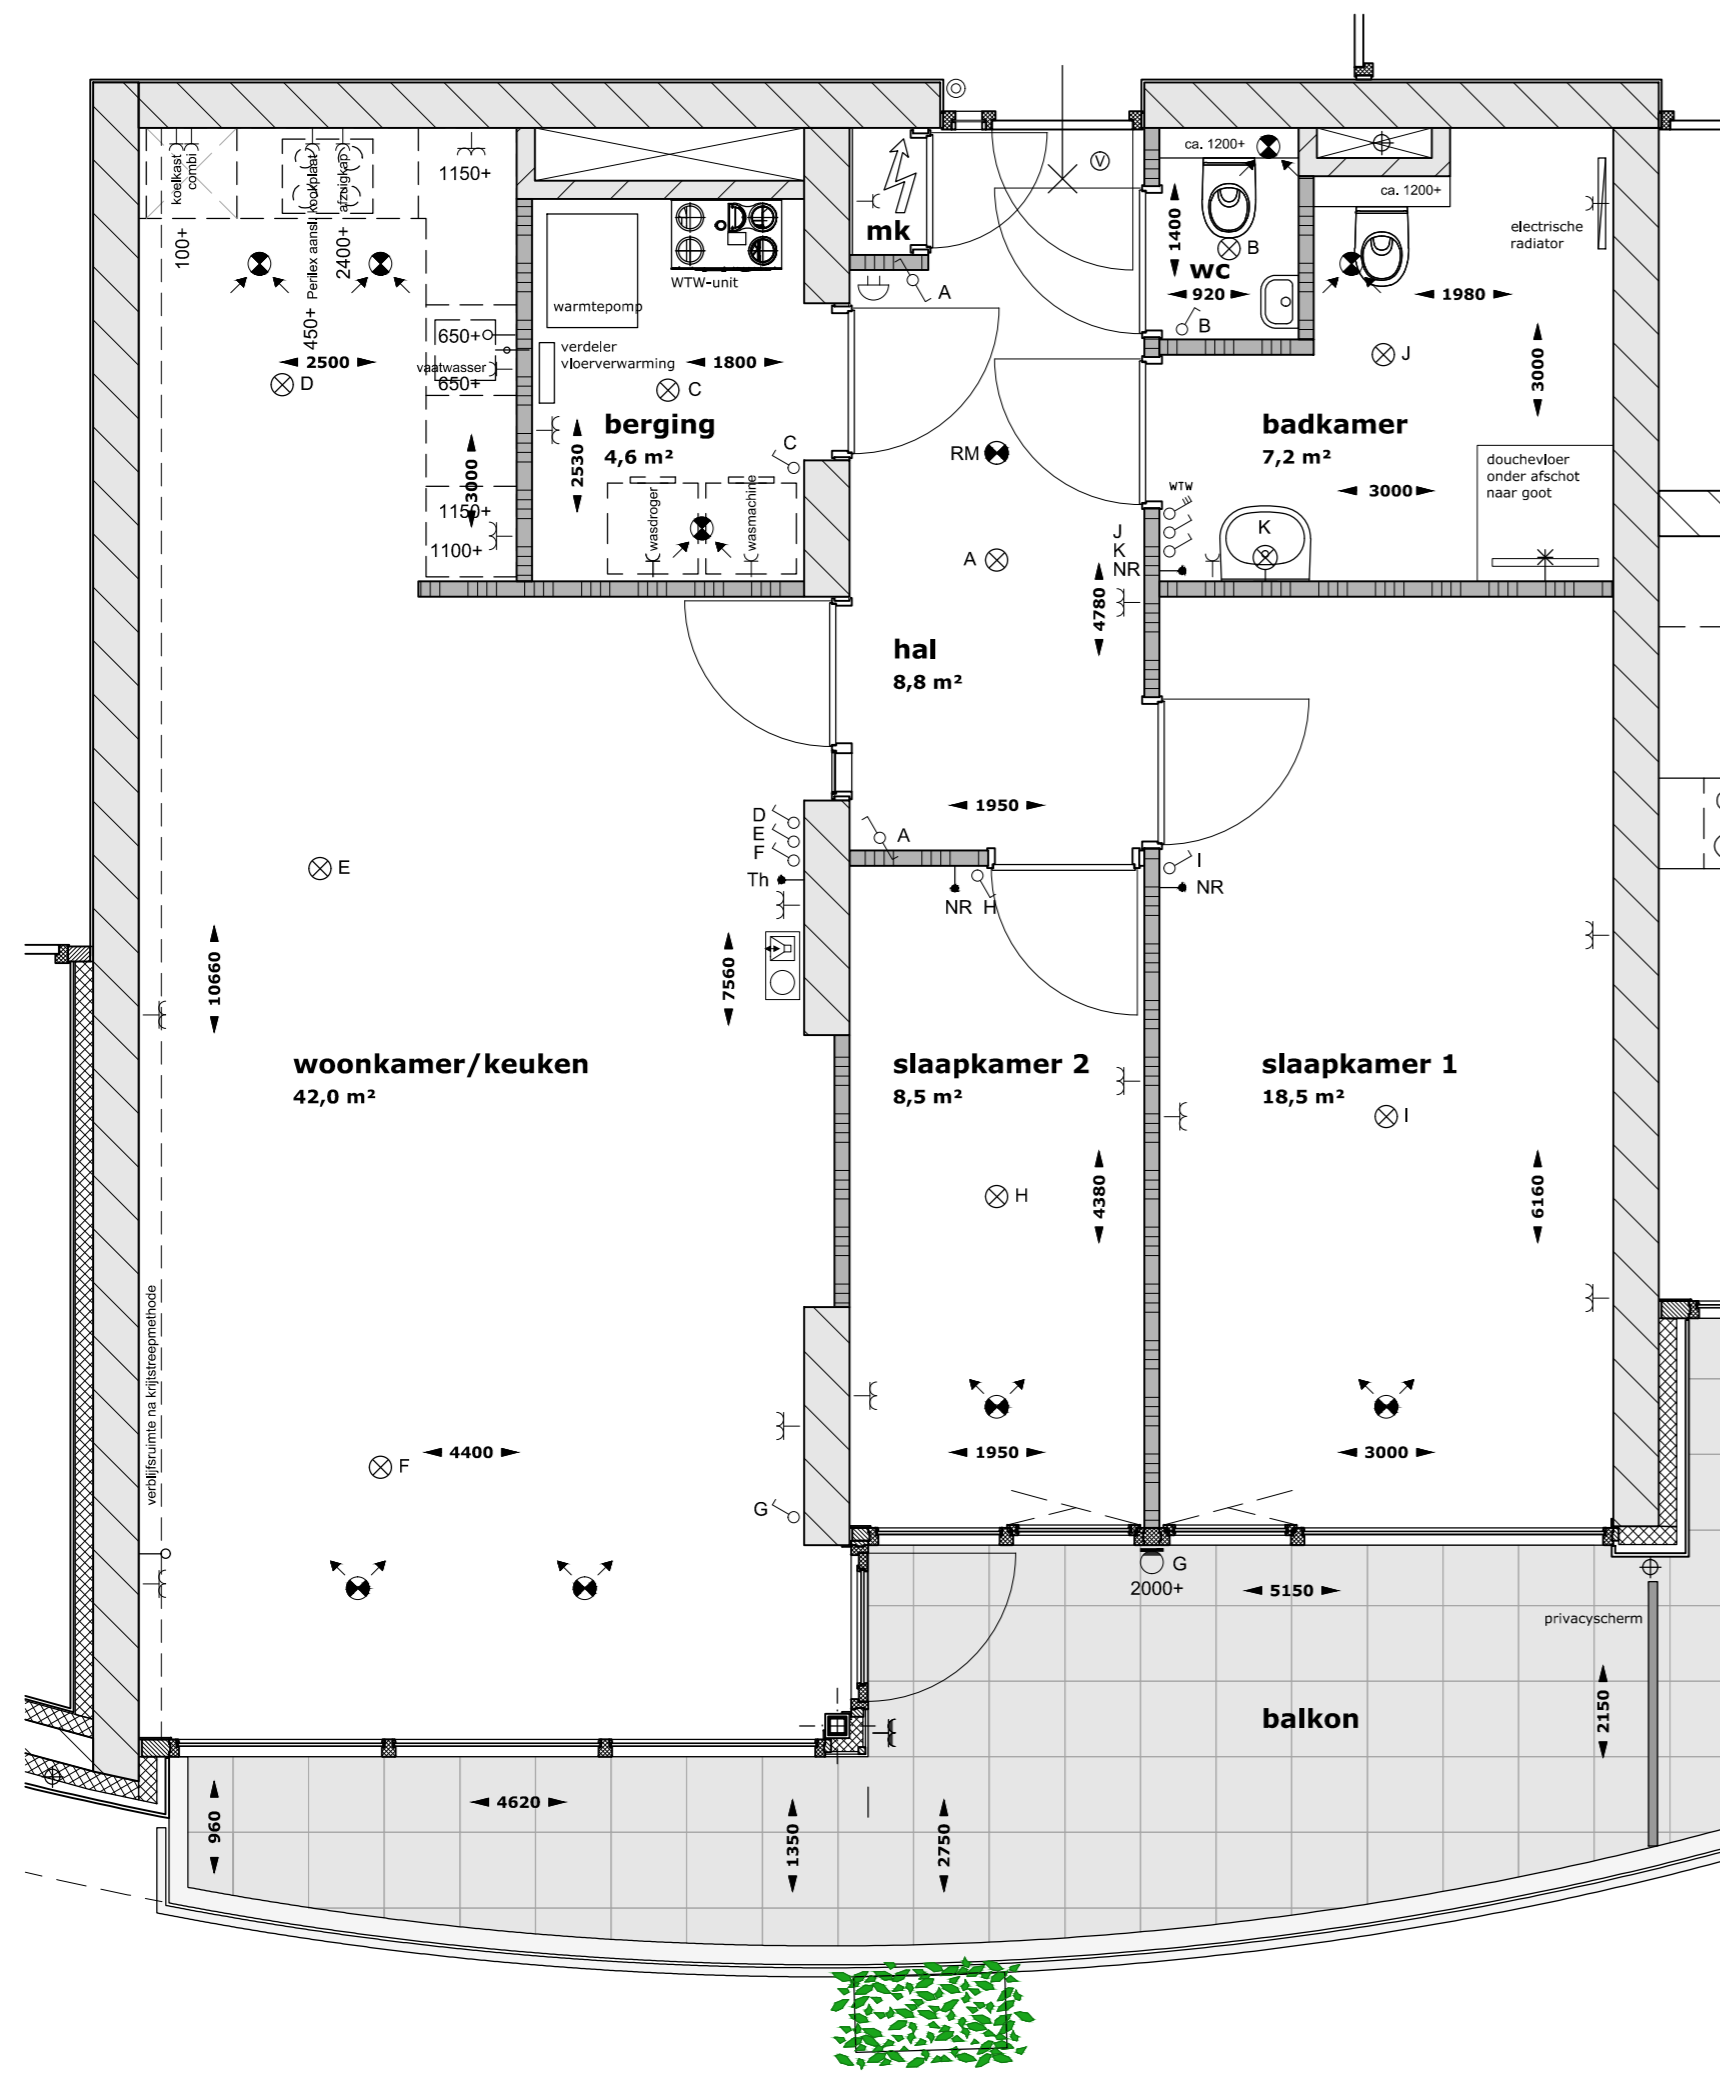 koelkast
combi
100+
Perilex aansl.
450+
kookplaat
afzuigkap
2400+
1150+
650+
vaatwasser
650+
2500
D
3000
1150+
1100+
warmtepomp
WTW-unit
verdeler
vloerverwarming
1800
C
berging
4,6 m²
2530
C
wasdroger
wasmachine
mk
A
V
ca. 1200+
1400
B
wc
920
B
ca. 1200+
electrische
radiator
1980
J
3000
badkamer
7,2 m²
3000
douchevloer
onder afschot
naar goot
WTW
J
K
NR
K
RM
A
4780
hal
8,8 m²
1950
A
D
E
F
Th
E
10660
7560
NR
H
I
NR
woonkamer/keuken
42,0 m²
slaapkamer 2
8,5 m²
slaapkamer 1
18,5 m²
I
H
4380
6160
verblijfsruimte na krijtstreepmethode
F
4400
1950
3000
G
G
2000+
5150
privacyscherm
2150
balkon
960
4620
1350
2750